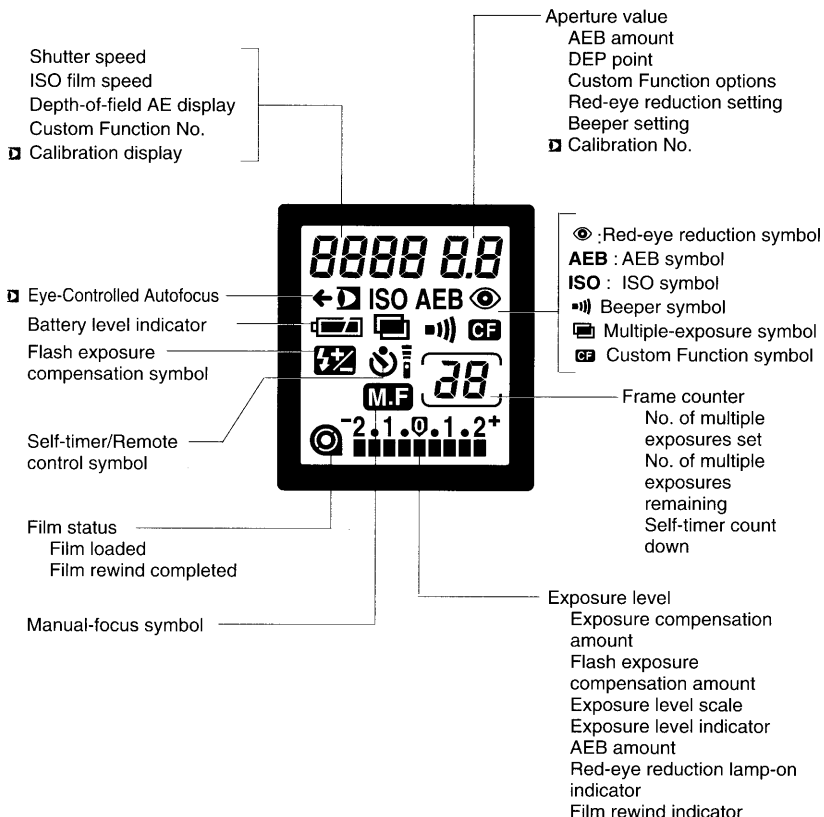 Shutter speed
ISO film speed
Depth-of-field AE display
Custom Function No.
Calibration display
Aperture value
AEB amount
DEP point
Custom Function options
Red-eye reduction setting
Beeper setting
Calibration No.
8888 8.8
ISO AEB
CF
M.F
38
-2.1.0.1.2+
Eye-Controlled Autofocus
Battery level indicator
Flash exposure
compensation symbol
Self-timer/Remote
control symbol
Film status
Film loaded
Film rewind completed
Manual-focus symbol
:Red-eye reduction symbol
AEB : AEB symbol
ISO : ISO symbol
Beeper symbol
Multiple-exposure symbol
CF Custom Function symbol
Frame counter
No. of multiple
exposures set
No. of multiple
exposures
remaining
Self-timer count
down
Exposure level
Exposure compensation
amount
Flash exposure
compensation amount
Exposure level scale
Exposure level indicator
AEB amount
Red-eye reduction lamp-on
indicator
Film rewind indicator